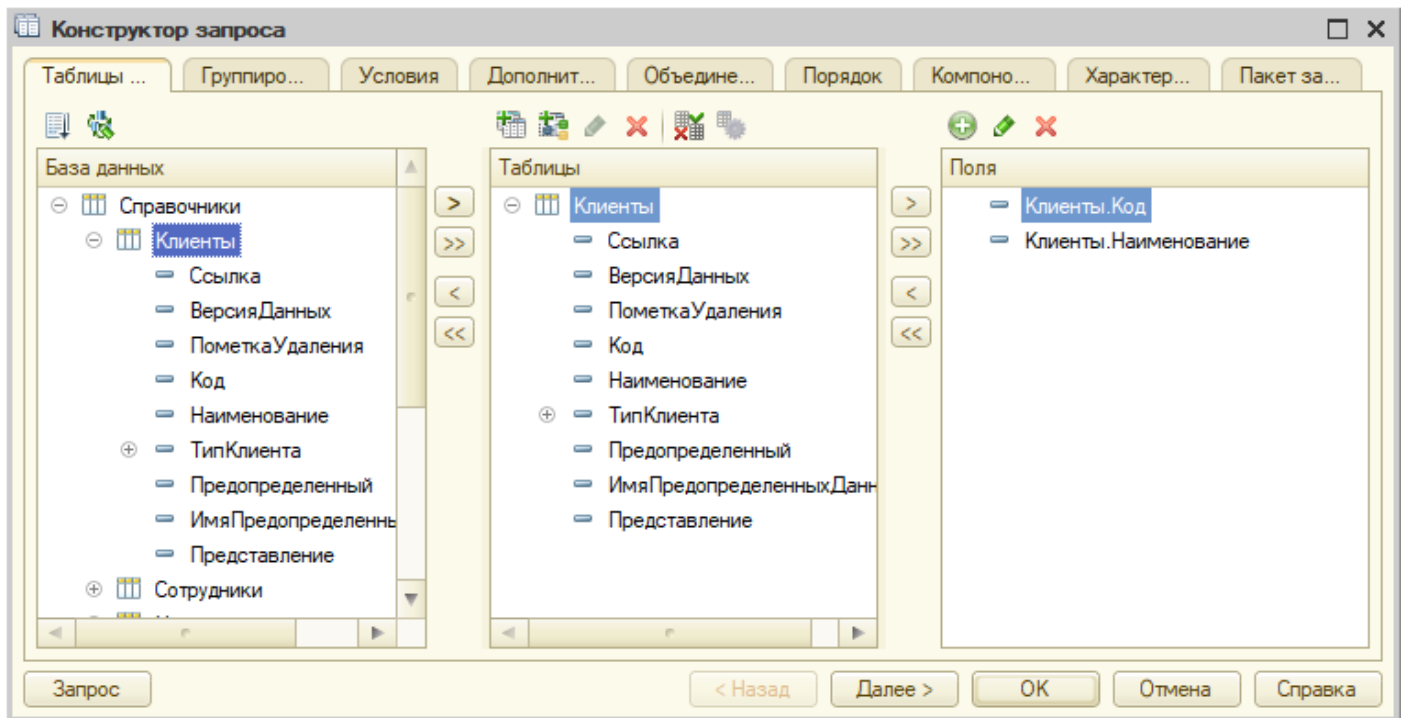 Конструктор запроса
Таблицы ... Группиро... Условия Дополнит... Объедине... Порядок Компоно... Характер... Пакет за...
База данных
Справочники
Клиенты
Ссылка
ВерсияДанных
ПометкаУдаления
Код
Наименование
ТипКлиента
Предопределенный
ИмяПредопределеннь
Представление
Сотрудники
> >> < <<
Таблицы
Клиенты
Ссылка
ВерсияДанных
ПометкаУдаления
Код
Наименование
ТипКлиента
Предопределенный
ИмяПредопределенныхДанн
Представление
> >> < <<
Поля
Клиенты.Код
Клиенты.Наименование
Запрос < Назад Далее > OK Отмена Справка